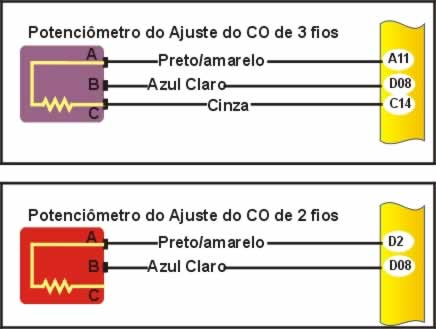 Potenciômetro do Ajuste do CO de 3 fios
A Preto/amarelo A11
B Azul Claro D08
C Cinza C14
Potenciômetro do Ajuste do CO de 2 fios
A Preto/amarelo D2
B Azul Claro D08
C